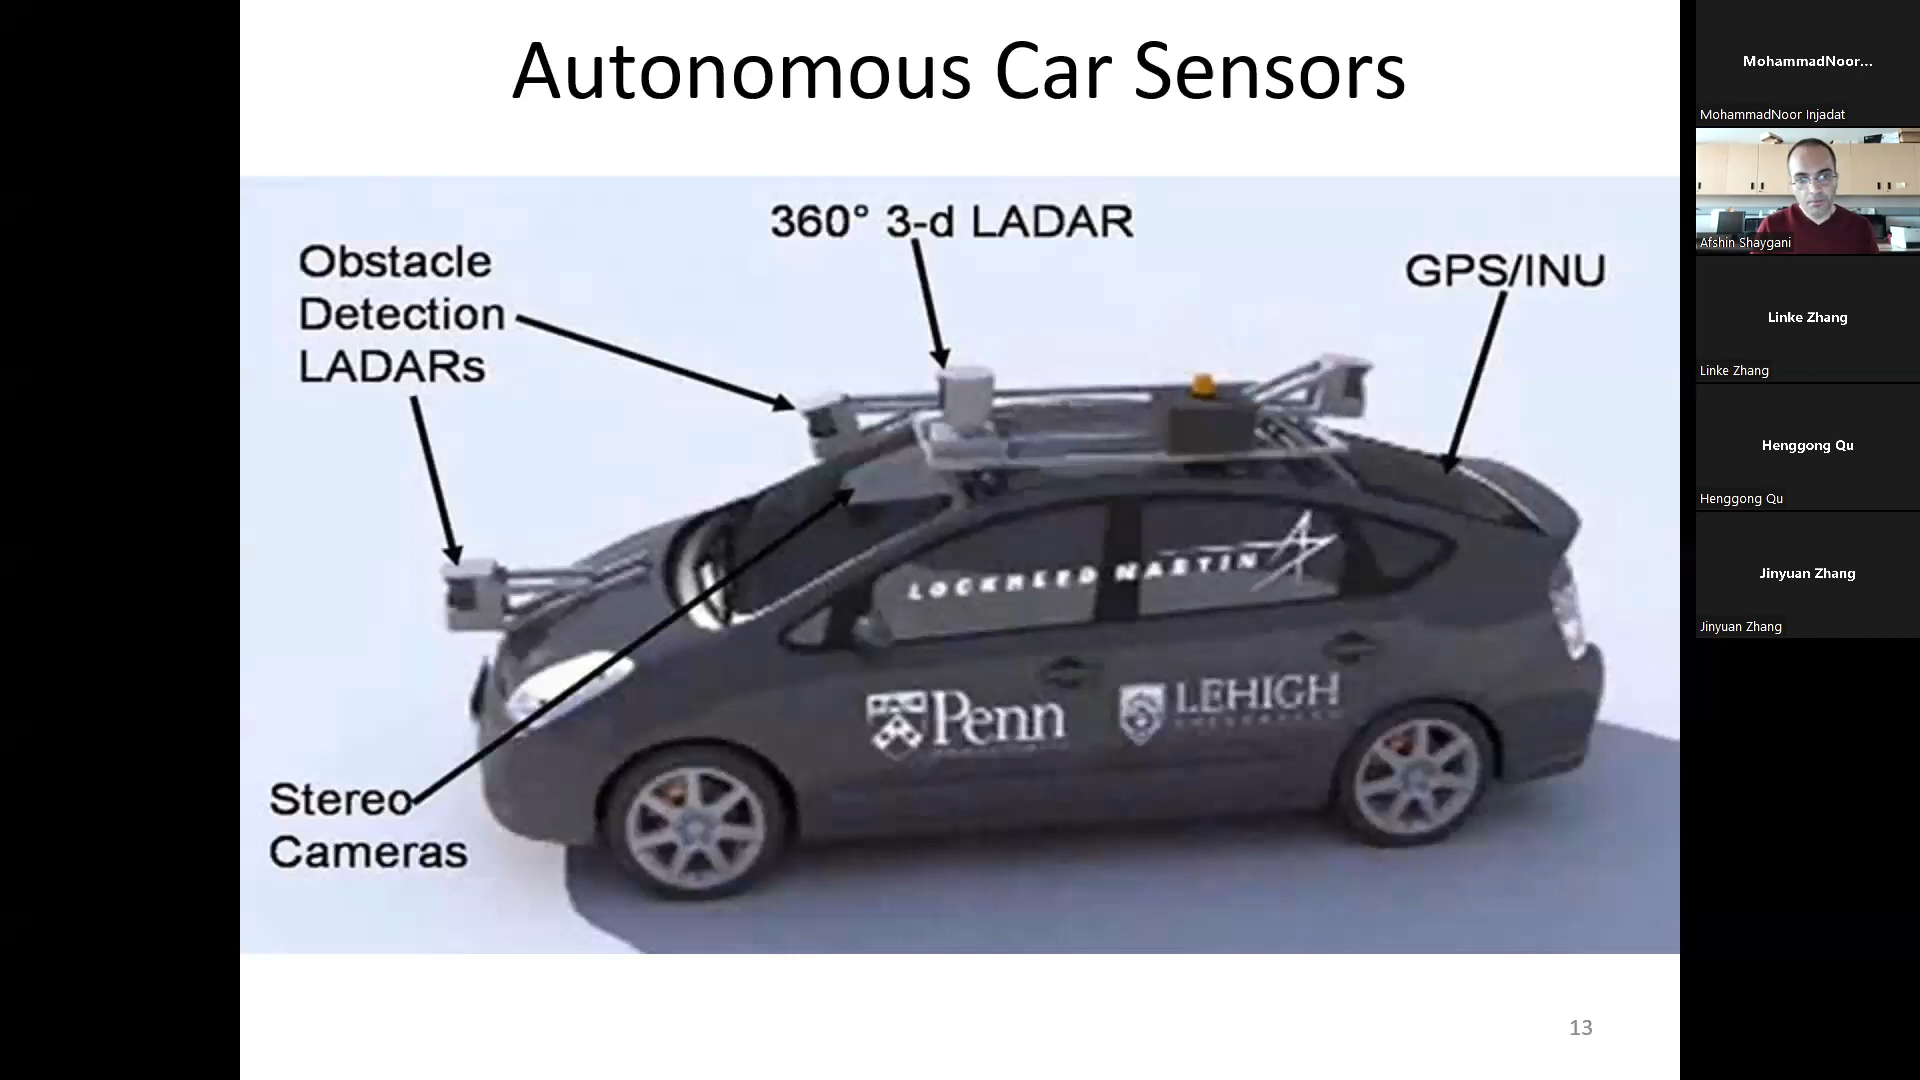 Autonomous Car Sensors
360° 3-d LADAR
Obstacle
Detection
LADARs
GPS/INU
LOCKHEED MARTIN
Penn
LEHIGH
Stereo
Cameras
13
MohammadNoor...
MohammadNoor Injadat
Afshin Shaygani
Linke Zhang
Linke Zhang
Henggong Qu
Henggong Qu
Jinyuan Zhang
Jinyuan Zhang